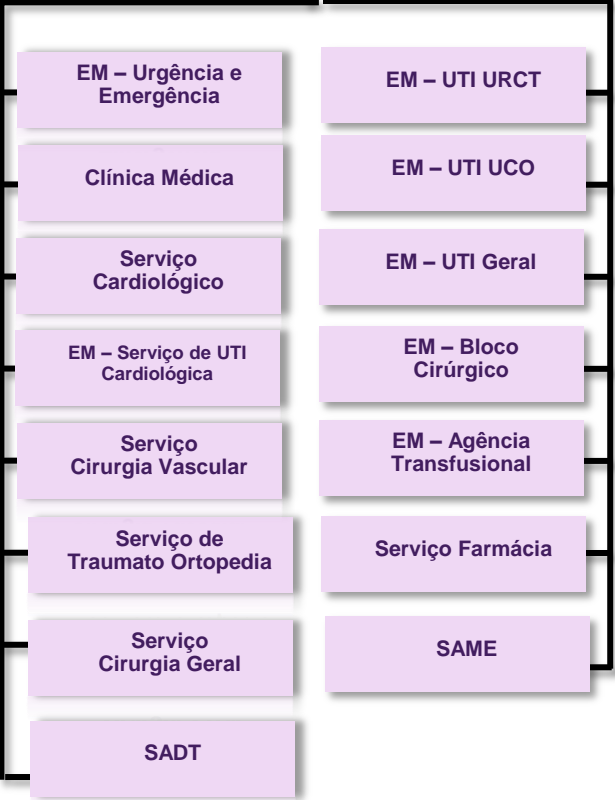 EM – Urgência e
Emergência
Clínica Médica
Serviço
Cardiológico
EM – Serviço de UTI
Cardiológica
Serviço
Cirurgia Vascular
Serviço de
Traumato Ortopedia
Serviço
Cirurgia Geral
SADT
EM – UTI URCT
EM – UTI UCO
EM – UTI Geral
EM – Bloco
Cirúrgico
EM – Agência
Transfusional
Serviço Farmácia
SAME